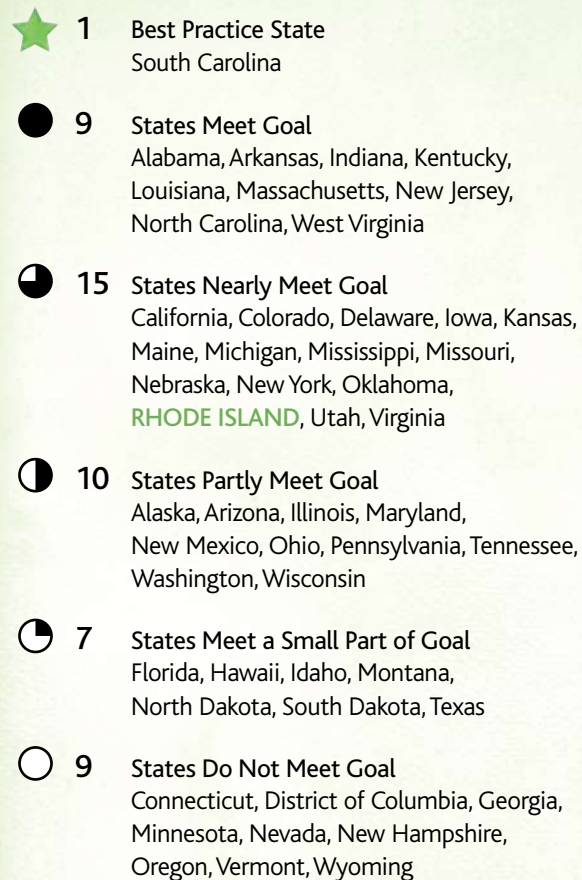 1 Best Practice State
South Carolina
9 States Meet Goal
Alabama, Arkansas, Indiana, Kentucky,
Louisiana, Massachusetts, New Jersey,
North Carolina, West Virginia
15 States Nearly Meet Goal
California, Colorado, Delaware, Iowa, Kansas,
Maine, Michigan, Mississippi, Missouri,
Nebraska, New York, Oklahoma,
RHODE ISLAND, Utah, Virginia
10 States Partly Meet Goal
Alaska, Arizona, Illinois, Maryland,
New Mexico, Ohio, Pennsylvania, Tennessee,
Washington, Wisconsin
7 States Meet a Small Part of Goal
Florida, Hawaii, Idaho, Montana,
North Dakota, South Dakota, Texas
9 States Do Not Meet Goal
Connecticut, District of Columbia, Georgia,
Minnesota, Nevada, New Hampshire,
Oregon, Vermont, Wyoming